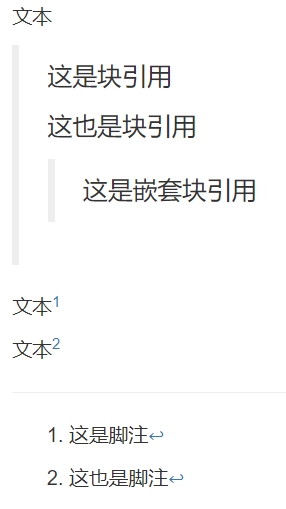 文本
这是块引用
这也是块引用
这是嵌套块引用
文本1
文本2
1. 这是脚注↩
2. 这也是脚注↩